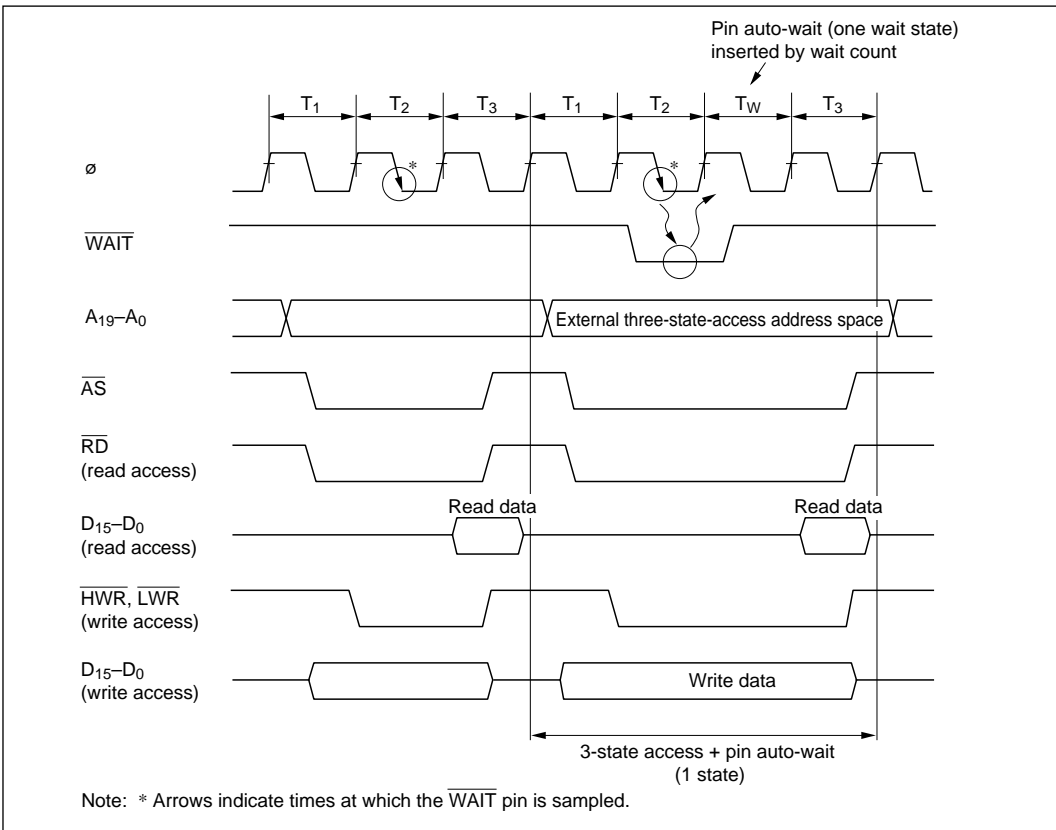 Pin auto-wait (one wait state)
inserted by wait count
T1 T2 T3 T1 T2 TW T3
ø * *
WAIT
A19–A0 External three-state-access address space
AS
RD
(read access)
Read data Read data
D15–D0
(read access)
HWR, LWR
(write access)
D15–D0
(write access)
Write data
3-state access + pin auto-wait
(1 state)
Note: * Arrows indicate times at which the WAIT pin is sampled.